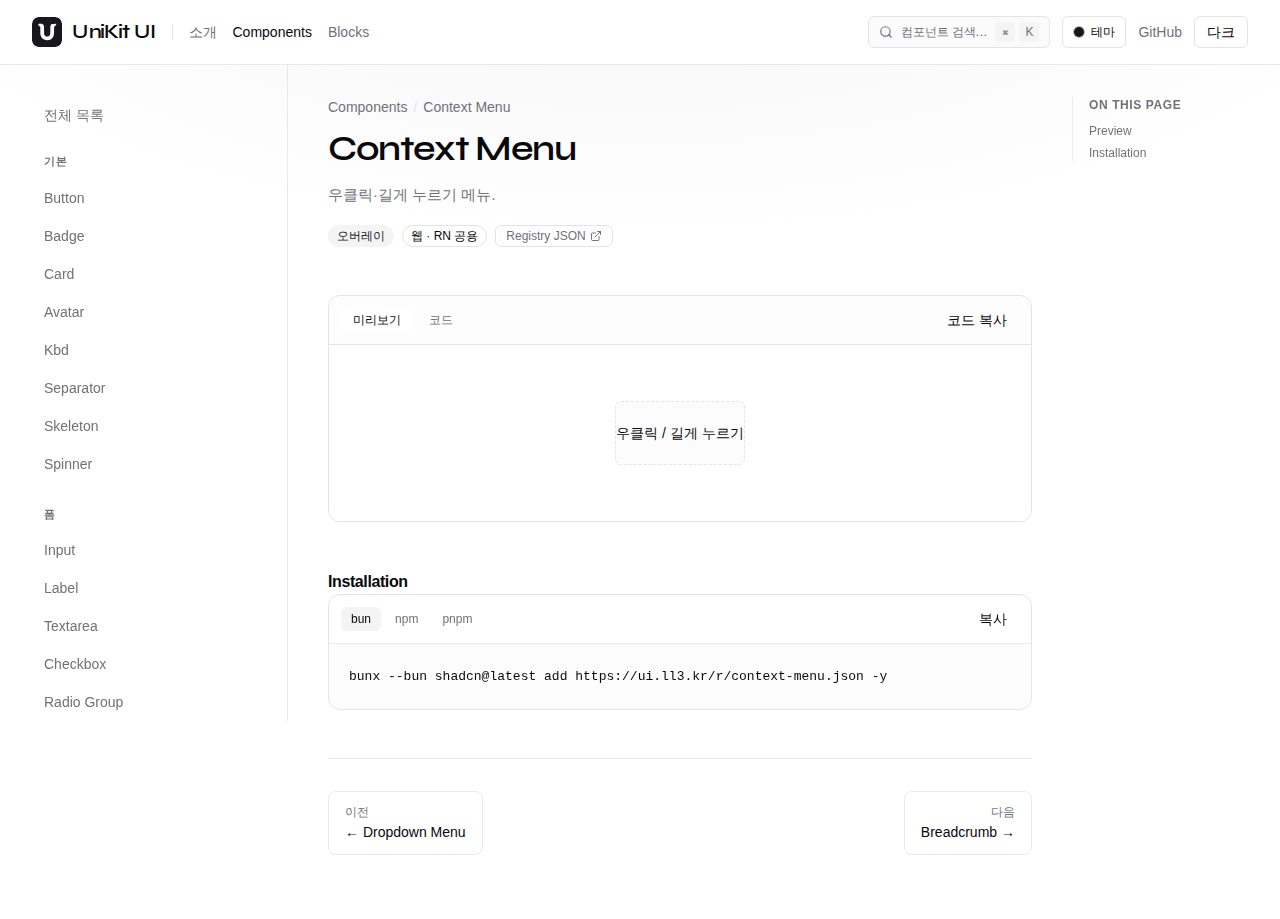 UniKit UI
소개
Components
Blocks
컴포넌트 검색…
⌘
K
테마
GitHub
다크
전체 목록
기본
Button
Badge
Card
Avatar
Kbd
Separator
Skeleton
Spinner
폼
Input
Label
Textarea
Checkbox
Radio Group
Components / Context Menu
Context Menu
우클릭·길게 누르기 메뉴.
오버레이
웹 · RN 공용
Registry JSON
미리보기
코드
코드 복사
우클릭 / 길게 누르기
Installation
bun
npm
pnpm
복사
bunx --bun shadcn@latest add https://ui.ll3.kr/r/context-menu.json -y
이전
← Dropdown Menu
다음
Breadcrumb →
ON THIS PAGE
Preview
Installation